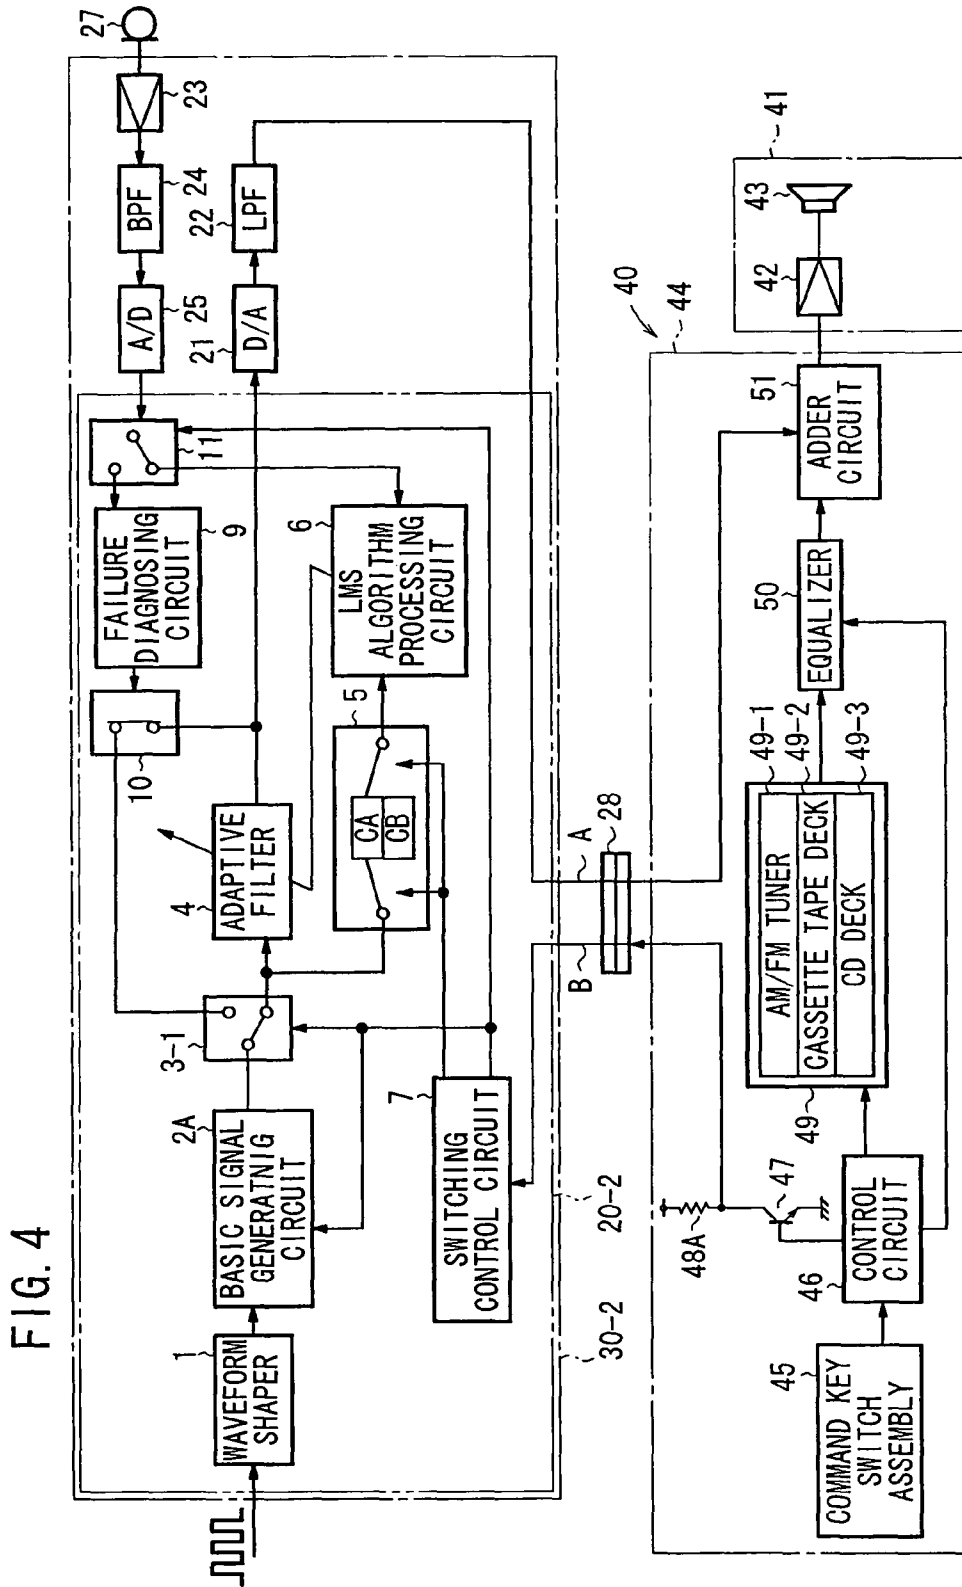 FIG. 4
1
WAVEFORM
SHAPER
2A
BASIC SIGNAL
GENERATNIG
CIRCUIT
3-1
4
ADAPTIVE
FILTER
10
FAILURE
DIAGNOSING
CIRCUIT
9
11
A/D
25
BPF
24
23
27
21
D/A
22
LPF
5
CA
CB
6
LMS
ALGORITHM
PROCESSING
CIRCUIT
7
SWITCHING
CONTROL CIRCUIT
20-2
30-2
B
A
28
40
44
41
45
COMMAND KEY
SWITCH
ASSEMBLY
46
CONTROL
CIRCUIT
47
48A
49
AM/FM TUNER
CASSETTE TAPE DECK
CD DECK
49-1
49-2
49-3
50
EQUALIZER
51
ADDER
CIRCUIT
42
43